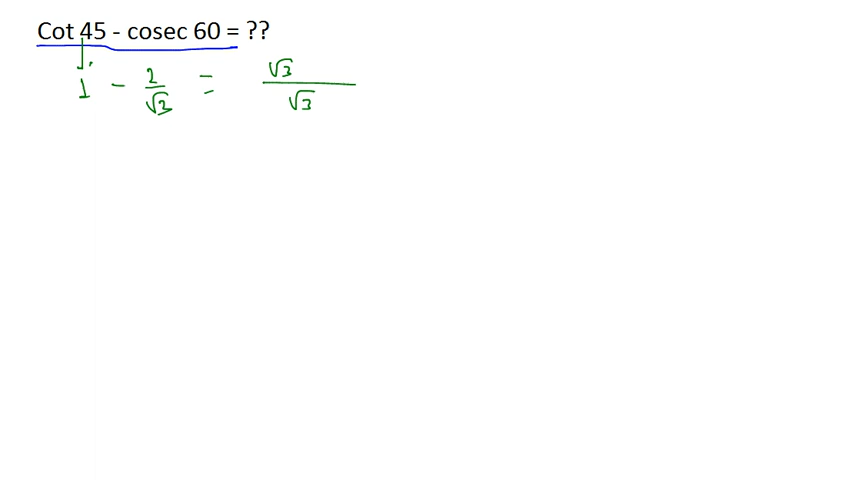 Cot 45 - cosec 60 = ??
1 - 2/√3 = √3/√3